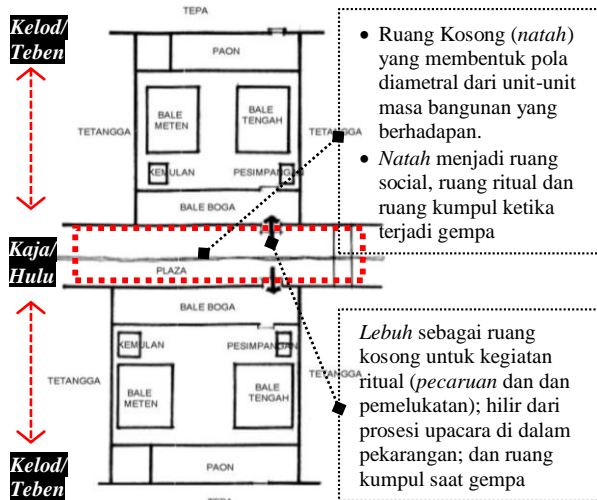 TEPA
Kelod/
Teben
PAON
BALE
METEN
BALE
TENGAH
TETANGGA
TETANGGA
KEMULAN
PESIMPANGAN
BALE BOGA
Kaja/
Hulu
PLAZA
BALE BOGA
KEMULAN
PESIMPANGAN
TETANGGA
TETANGGA
BALE
METEN
BALE
TENGAH
Kelod/
Teben
PAON
TEPA
• Ruang Kosong (natah)
yang membentuk pola
diametral dari unit-unit
masa bangunan yang
berhadapan.
• Natah menjadi ruang
social, ruang ritual dan
ruang kumpul ketika
terjadi gempa
Lebuh sebagai ruang
kosong untuk kegiatan
ritual (pecaruan dan dan
pemelukatan); hilir dari
prosesi upacara di dalam
pekarangan; dan ruang
kumpul saat gempa